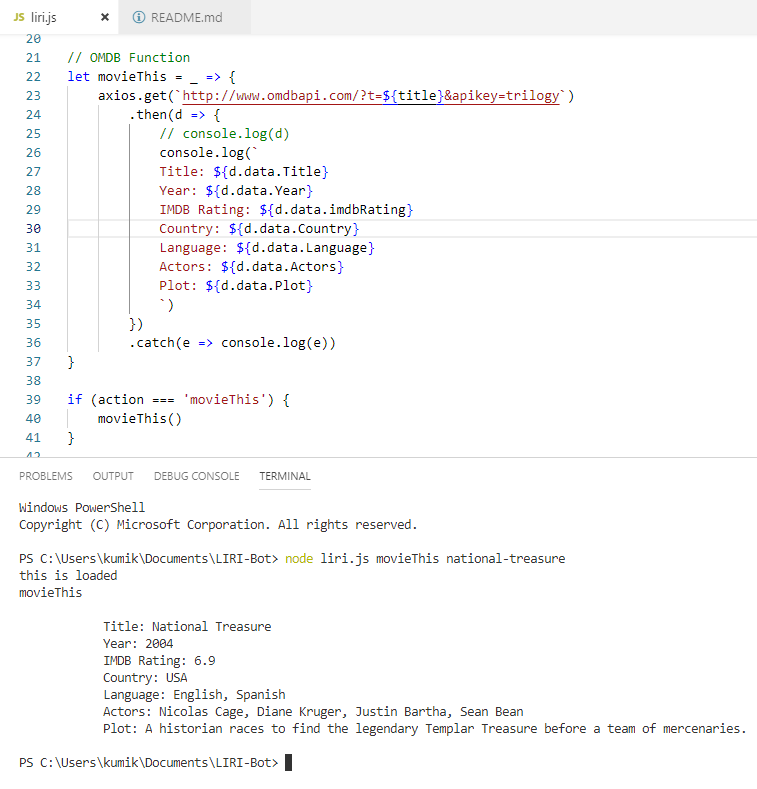 JS liri.js × README.md
20
21 // OMDB Function
22 let movieThis = _ => {
23     axios.get(`http://www.omdbapi.com/?t=${title}&apikey=trilogy`)
24         .then(d => {
25             // console.log(d)
26             console.log(`
27             Title: ${d.data.Title}
28             Year: ${d.data.Year}
29             IMDB Rating: ${d.data.imdbRating}
30             Country: ${d.data.Country}
31             Language: ${d.data.Language}
32             Actors: ${d.data.Actors}
33             Plot: ${d.data.Plot}
34             `)
35         })
36         .catch(e => console.log(e))
37 }
38
39 if (action === 'movieThis') {
40     movieThis()
41 }
42
PROBLEMS OUTPUT DEBUG CONSOLE TERMINAL
Windows PowerShell
Copyright (C) Microsoft Corporation. All rights reserved.
PS C:\Users\kumik\Documents\LIRI-Bot> node liri.js movieThis national-treasure
this is loaded
movieThis
Title: National Treasure
Year: 2004
IMDB Rating: 6.9
Country: USA
Language: English, Spanish
Actors: Nicolas Cage, Diane Kruger, Justin Bartha, Sean Bean
Plot: A historian races to find the legendary Templar Treasure before a team of mercenaries.
PS C:\Users\kumik\Documents\LIRI-Bot>